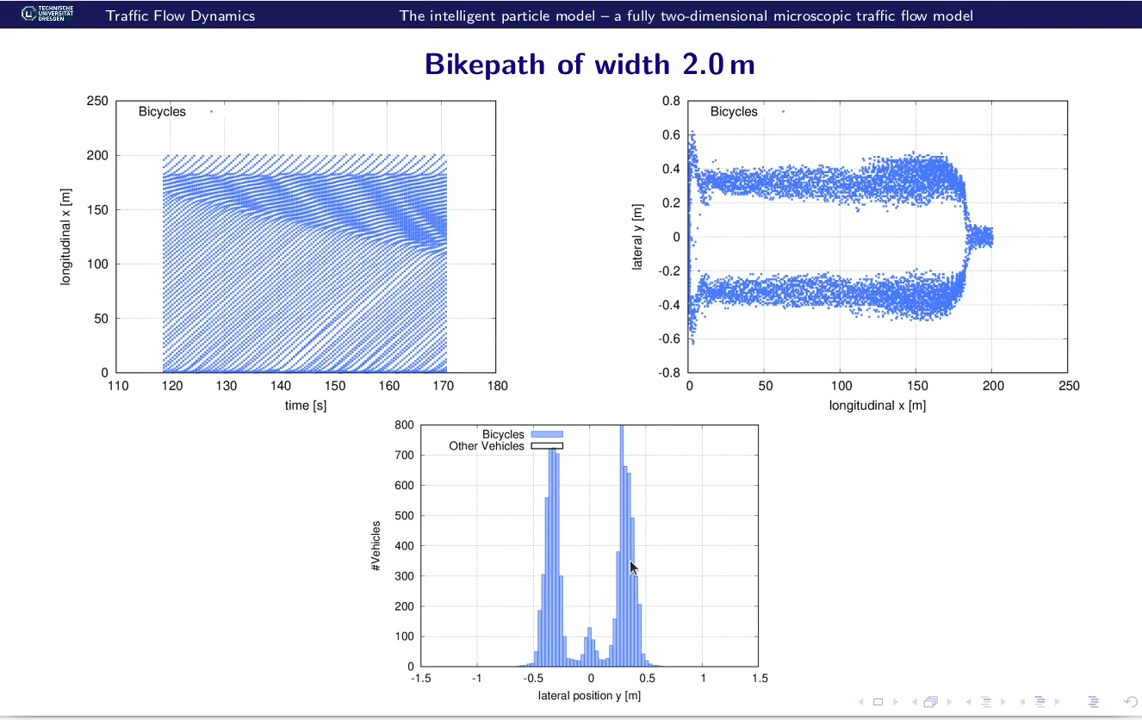 TECHNISCHE
UNIVERSITÄT
DRESDEN
Traffic Flow Dynamics
The intelligent particle model – a fully two-dimensional microscopic traffic flow model
Bikepath of width 2.0 m
Bicycles
longitudinal x [m]
250
200
150
100
50
0
110 120 130 140 150 160 170 180
time [s]
Bicycles
lateral y [m]
0.8
0.6
0.4
0.2
0
-0.2
-0.4
-0.6
-0.8
0 50 100 150 200 250
longitudinal x [m]
Bicycles
Other Vehicles
#Vehicles
800
700
600
500
400
300
200
100
0
-1.5 -1 -0.5 0 0.5 1 1.5
lateral position y [m]